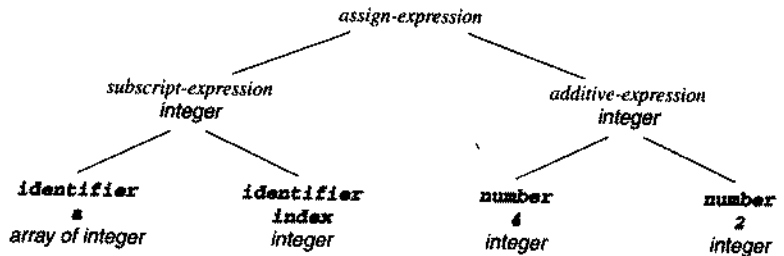 assign-expression
subscript-expression
integer
additive-expression
integer
identifier
a
array of integer
identifier
index
integer
number
4
integer
number
2
integer